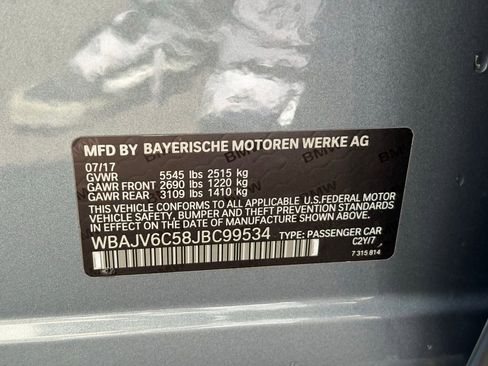 MFD BY BAYERISCHE MOTOREN WERKE AG
07/17
GVWR 5545 lbs 2515 kg
GAWR FRONT 2690 lbs 1220 kg
GAWR REAR 3109 lbs 1410 kg
THIS VEHICLE CONFORMS TO ALL APPLICABLE U.S.FEDERAL MOTOR
VEHICLE SAFETY, BUMPER, AND THEFT PREVENTION STANDARDS
IN EFFECT ON THE DATE OF MANUFACTURE SHOWN ABOVE.
WBAJV6C58JBC99534 TYPE: PASSENGER CAR
C2Y/7
7 315 814